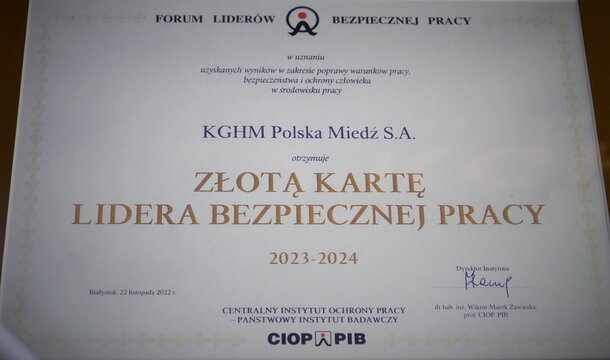 FORUM LIDERÓW BEZPIECZNEJ PRACY
w uznaniu
uzyskanych wyników w zakresie poprawy warunków pracy,
bezpieczeństwa i ochrony człowieka
w środowisku pracy
KGHM Polska Miedź S.A.
otrzymuje
ZŁOTĄ KARTĘ
LIDERA BEZPIECZNEJ PRACY
2023-2024
Dyrektor Instytutu
Białystok, 22 listopada 2022 r.
dr hab. inż. Wiktor Marek Zawieska,
prof. CIOP-PIB
CENTRALNY INSTYTUT OCHRONY PRACY
– PAŃSTWOWY INSTYTUT BADAWCZY
CIOP PIB